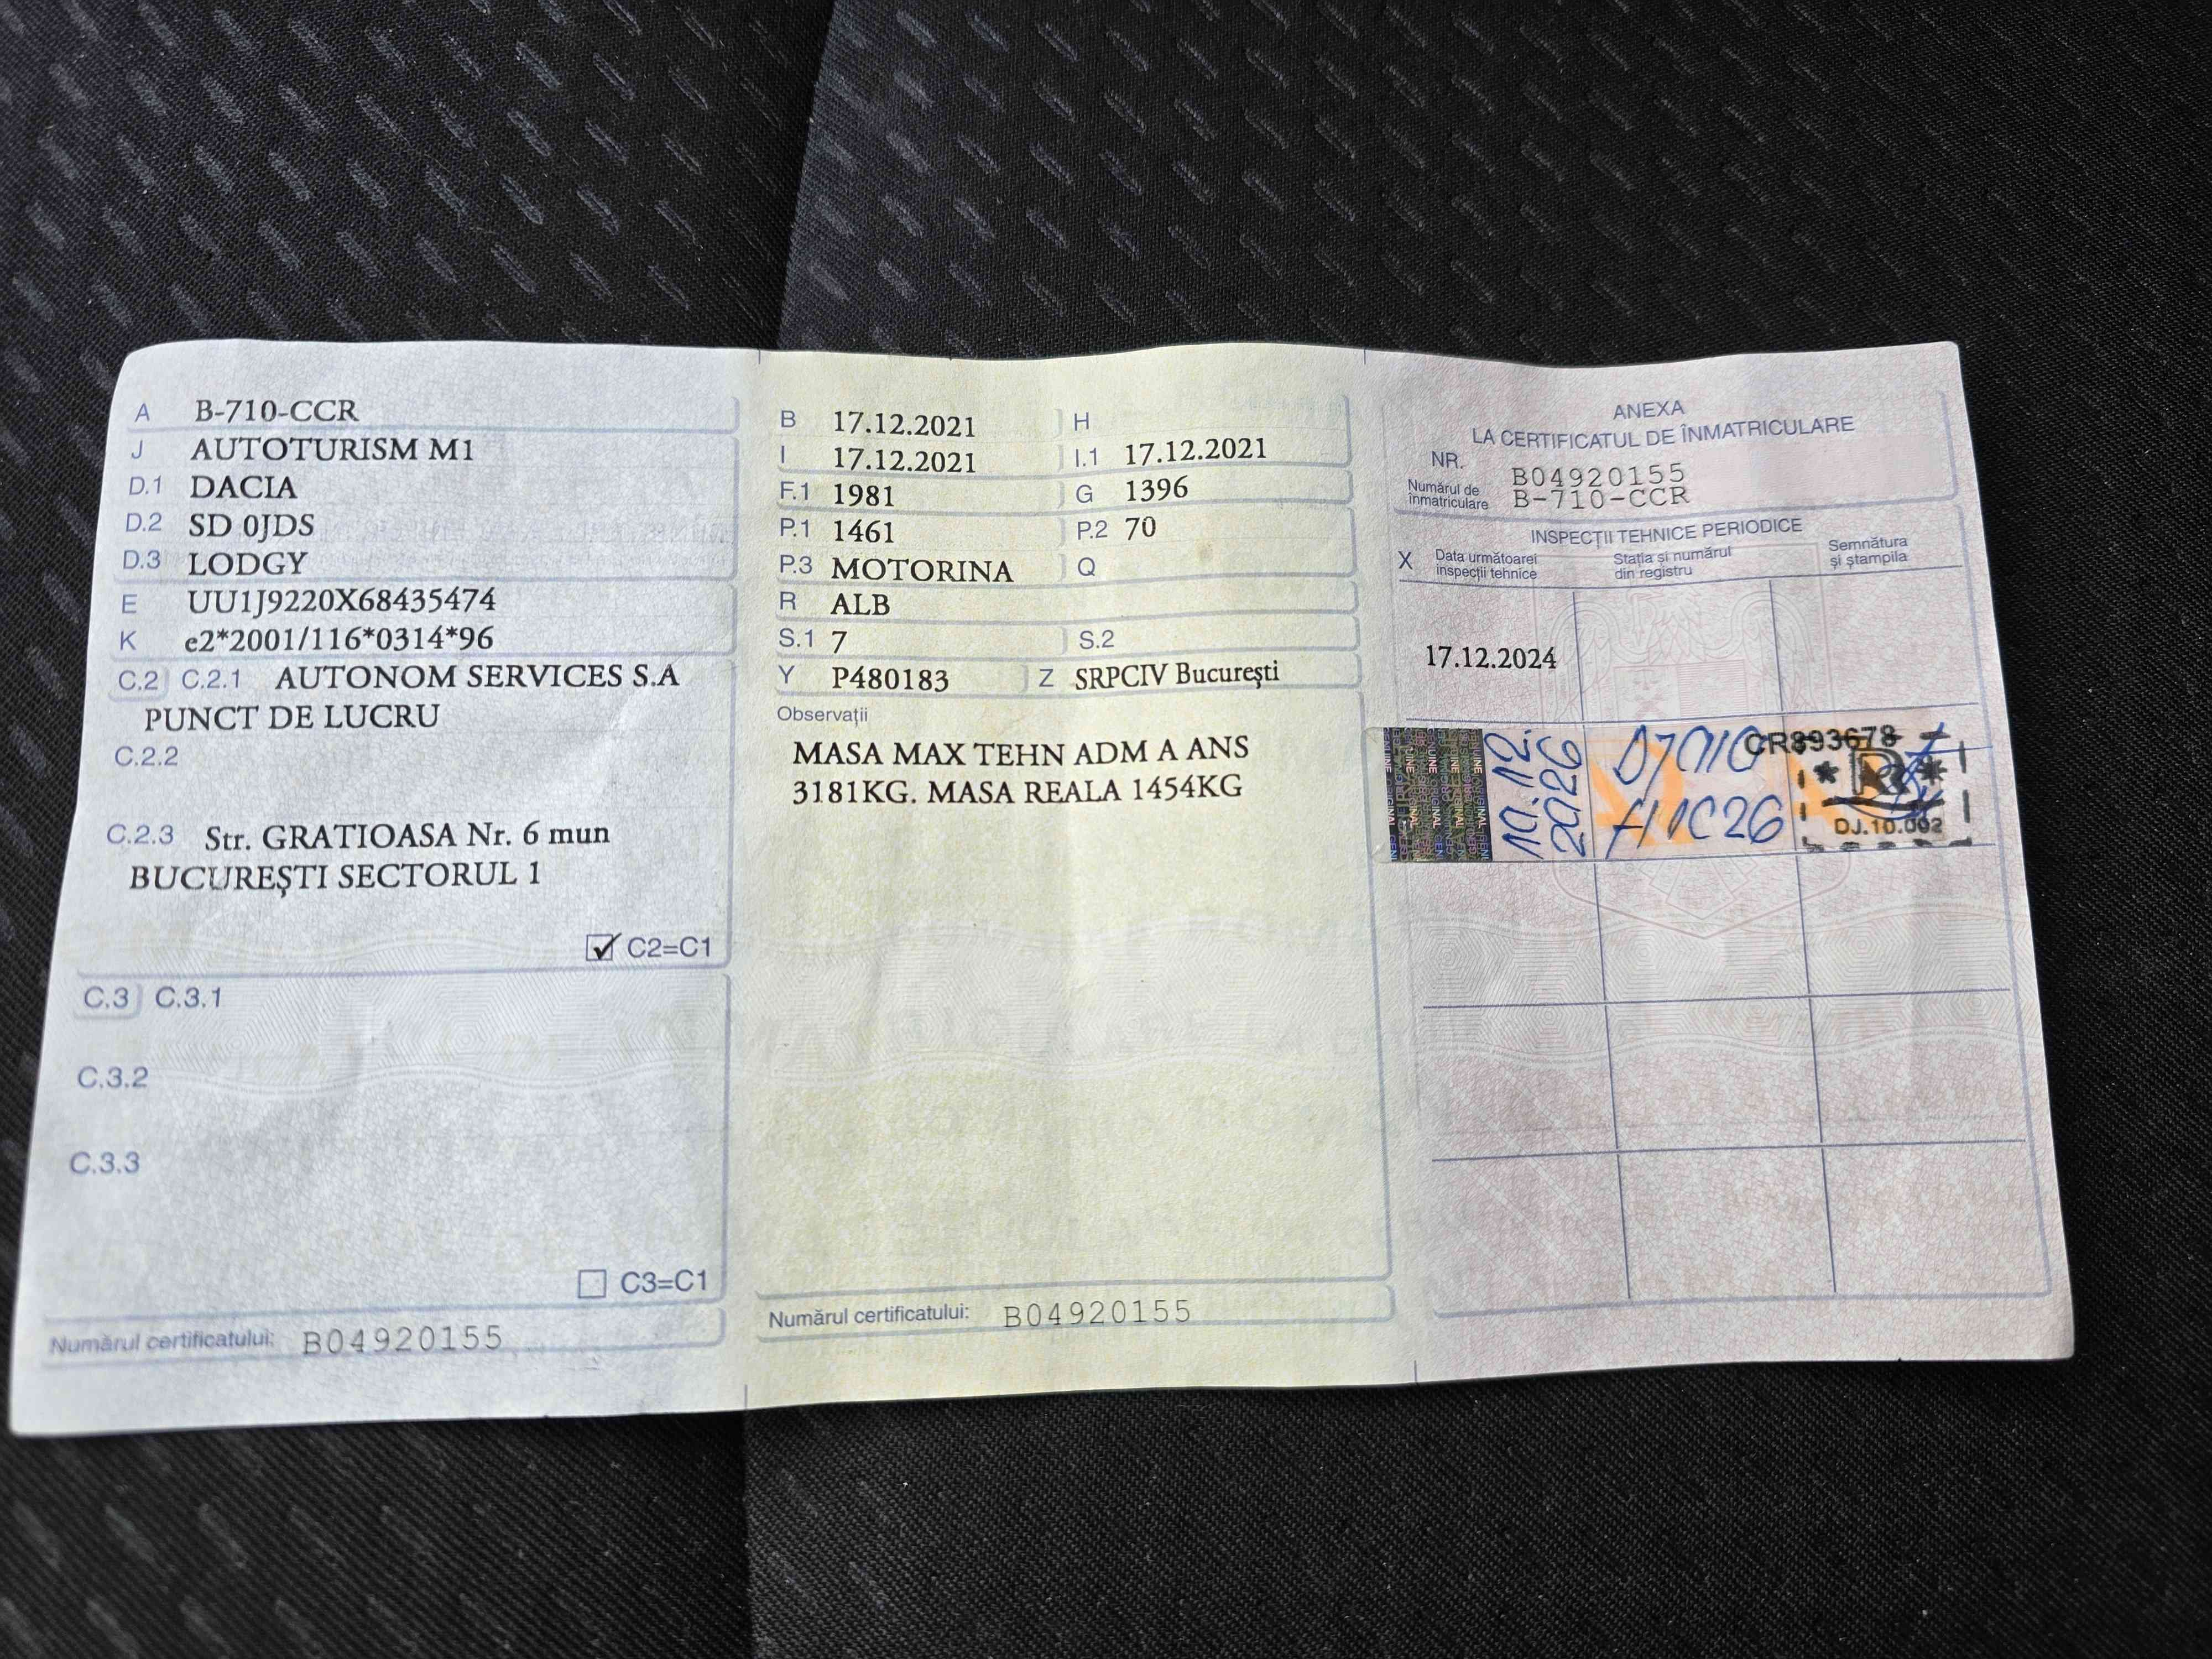 A B-710-CCR
J AUTOTURISM M1
D.1 DACIA
D.2 SD 0JDS
D.3 LODGY
E UU1J9220X68435474
K e2*2001/116*0314*96
C.2 C.2.1 AUTONOM SERVICES S.A
PUNCT DE LUCRU
C.2.2
C.2.3 Str. GRATIOASA Nr. 6 mun
BUCUREŞTI SECTORUL 1
C2=C1
C.3 C.3.1
C.3.2
C.3.3
C3=C1
Numărul certificatului: B04920155
B 17.12.2021 H
I 17.12.2021 I.1 17.12.2021
F.1 1981 G 1396
P.1 1461 P.2 70
P.3 MOTORINA Q
R ALB
S.1 7 S.2
Y P480183 Z SRPCIV Bucureşti
Observaţii
MASA MAX TEHN ADM A ANS
3181KG. MASA REALA 1454KG
Numărul certificatului: B04920155
ANEXA
LA CERTIFICATUL DE ÎNMATRICULARE
NR. B04920155
Numărul de
înmatriculare B-710-CCR
INSPECŢII TEHNICE PERIODICE
X Data următoarei
inspecţii tehnice
Staţia şi numărul
din registru
Semnătura
şi ştampila
17.12.2024
10.12.
2026
CR893678
DJ.10.002